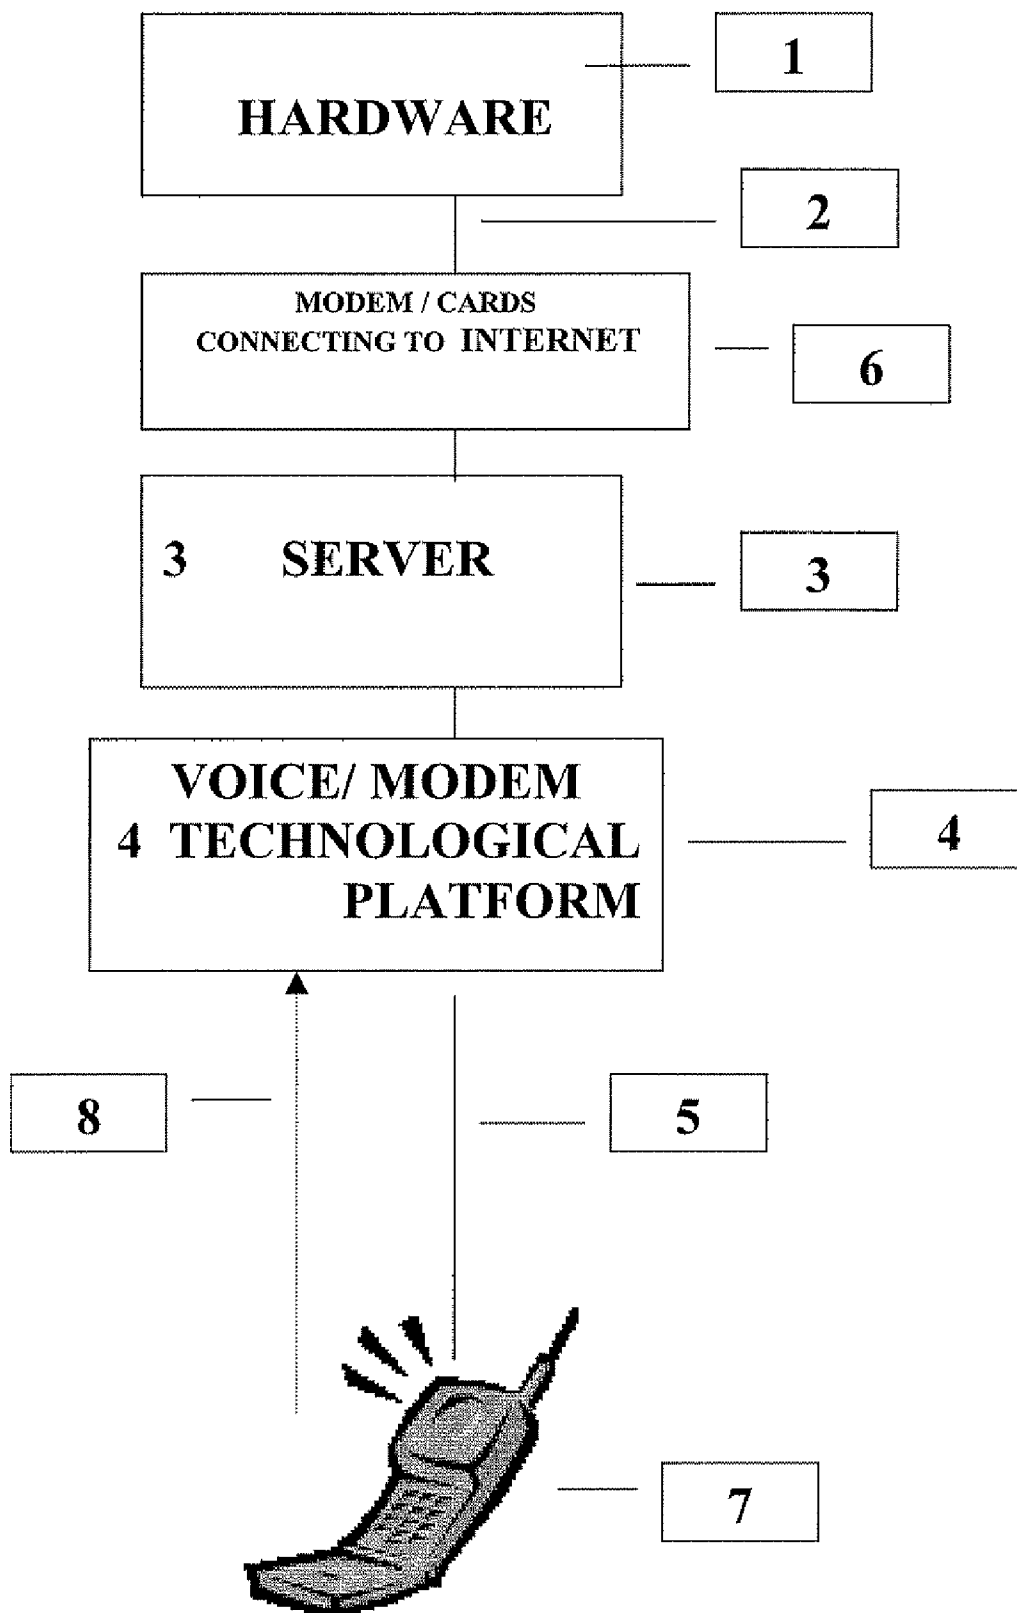 1
HARDWARE
2
MODEM / CARDS
CONNECTING TO INTERNET
6
3 SERVER
3
VOICE/ MODEM
4 TECHNOLOGICAL
PLATFORM
4
8
5
7